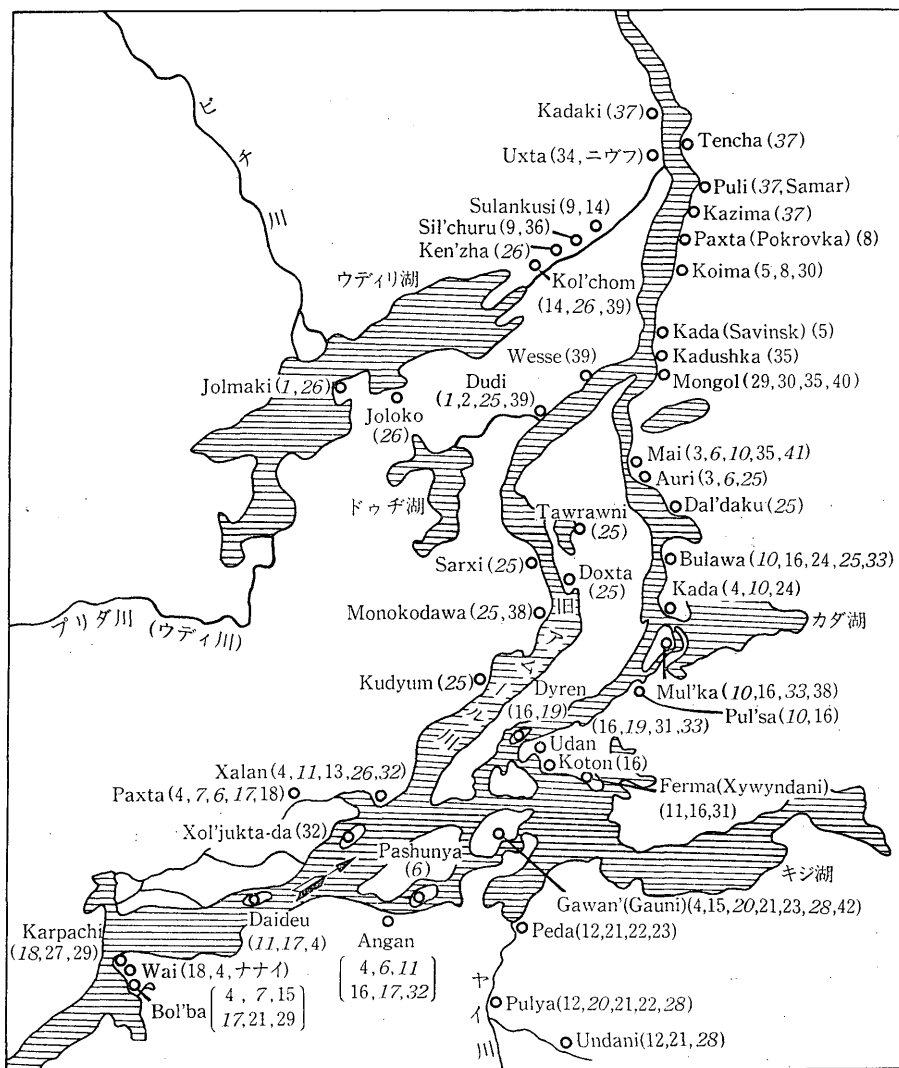 ビチ川
Kadaki (37)
Tencha (37)
Uxta (34, ニヴフ)
Puli (37, Samar)
Sulankusi (9, 14)
Kazima (37)
Sil'churu (9, 36)
Paxta (Pokrovka) (8)
Ken'zha (26)
Koima (5, 8, 30)
ウディリ湖
Kol'chom
(14, 26, 39)
Kada (Savinsk) (5)
Wesse (39)
Kadushka (35)
Mongol (29, 30, 35, 40)
Jolmaki (1, 26)
Dudi
(1, 2, 25, 39)
Joloko
(26)
Mai (3, 6, 10, 35, 41)
Auri (3, 6, 25)
ドゥヂ湖
Tawrawni
(25)
Dal'daku (25)
Sarxi (25)
Bulawa (10, 16, 24, 25, 33)
Doxta
(25)
Kada (4, 10, 24)
Monokodawa (25, 38)
旧アムール川
カダ湖
プリダ川 (ウディ川)
Kudyum (25)
Mul'ka (10, 16, 33, 38)
Dyren
(16, 19)
Pul'sa (10, 16)
(16, 19, 31, 33)
Udan
Koton (16)
Xalan (4, 11, 13, 26, 32)
Ferma (Xywyndani)
(11, 16, 31)
Paxta (4, 7, 6, 17, 18)
Xol'jukta-da (32)
Pashunya
(6)
キジ湖
Gawan' (Gauni) (4, 15, 20, 21, 23, 28, 42)
Daideu
(11, 17, 4)
Angan
4, 6, 11
16, 17, 32
Peda (12, 21, 22, 23)
Karpachi
(18, 27, 29)
Wai (18, 4, ナナイ)
Bol'ba
4, 7, 15
17, 21, 29
ヤイ川
Pulya (12, 20, 21, 22, 28)
Undani (12, 21, 28)